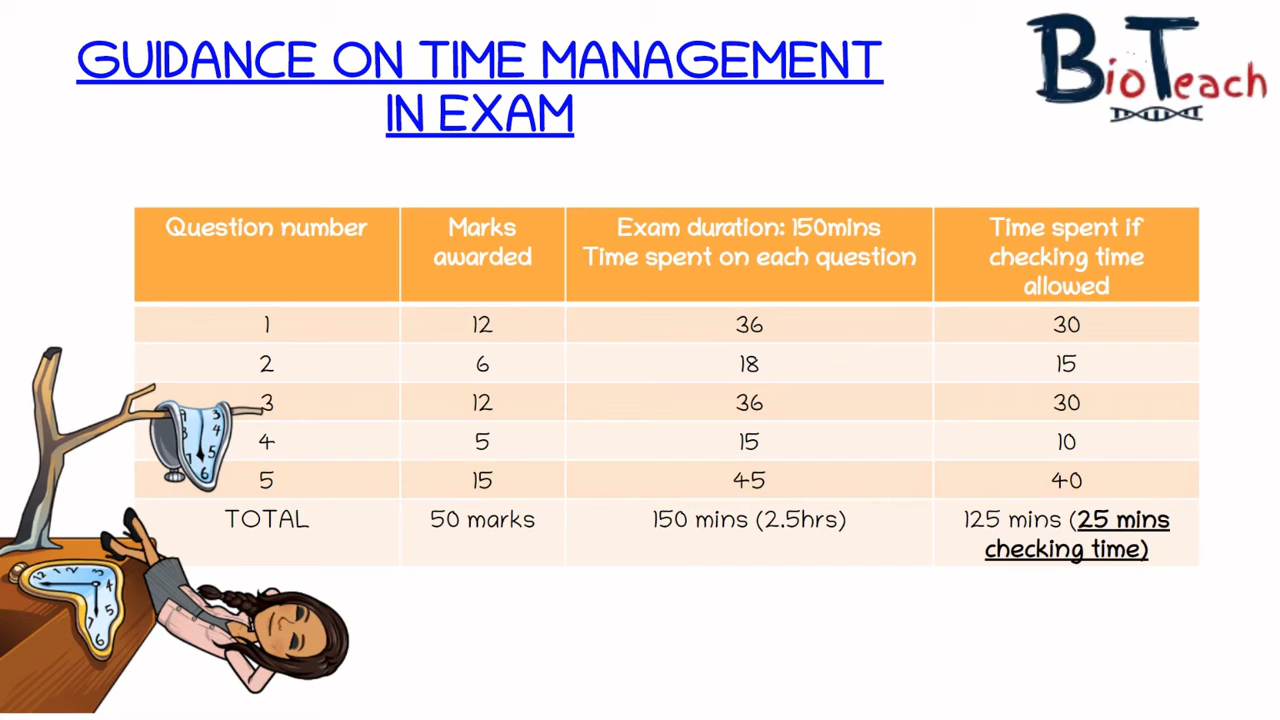 GUIDANCE ON TIME MANAGEMENT
IN EXAM
BioTeach
Question number
Marks
awarded
Exam duration: 150mins
Time spent on each question
Time spent if
checking time
allowed
1 12 36 30
2 6 18 15
3 12 36 30
4 5 15 10
5 15 45 40
TOTAL 50 marks 150 mins (2.5hrs) 125 mins (25 mins
checking time)